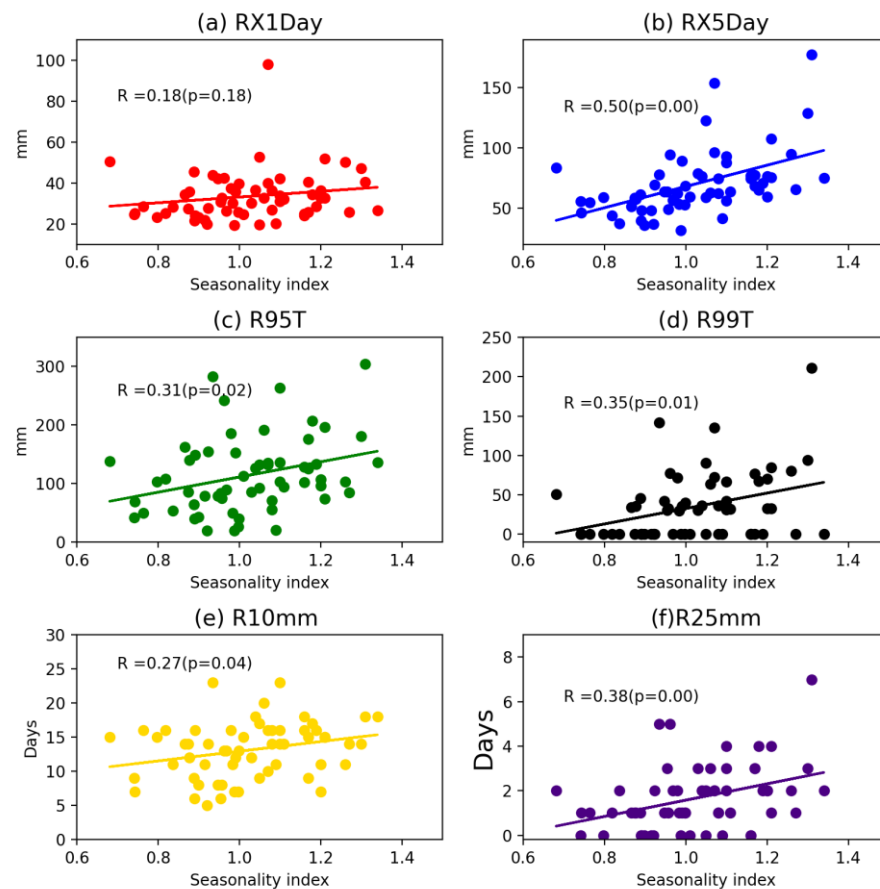 (a) RX1Day
R =0.18(p=0.18)
mm
100
80
60
40
20
0.6 0.8 1.0 1.2 1.4
Seasonality index
(b) RX5Day
R =0.50(p=0.00)
mm
150
100
50
0.6 0.8 1.0 1.2 1.4
Seasonality index
(c) R95T
R =0.31(p=0.02)
mm
300
200
100
0
0.6 0.8 1.0 1.2 1.4
Seasonality index
(d) R99T
R =0.35(p=0.01)
mm
250
200
150
100
50
0
0.6 0.8 1.0 1.2 1.4
Seasonality index
(e) R10mm
R =0.27(p=0.04)
Days
30
25
20
15
10
5
0
0.6 0.8 1.0 1.2 1.4
Seasonality index
(f)R25mm
R =0.38(p=0.00)
Days
8
6
4
2
0
0.6 0.8 1.0 1.2 1.4
Seasonality index